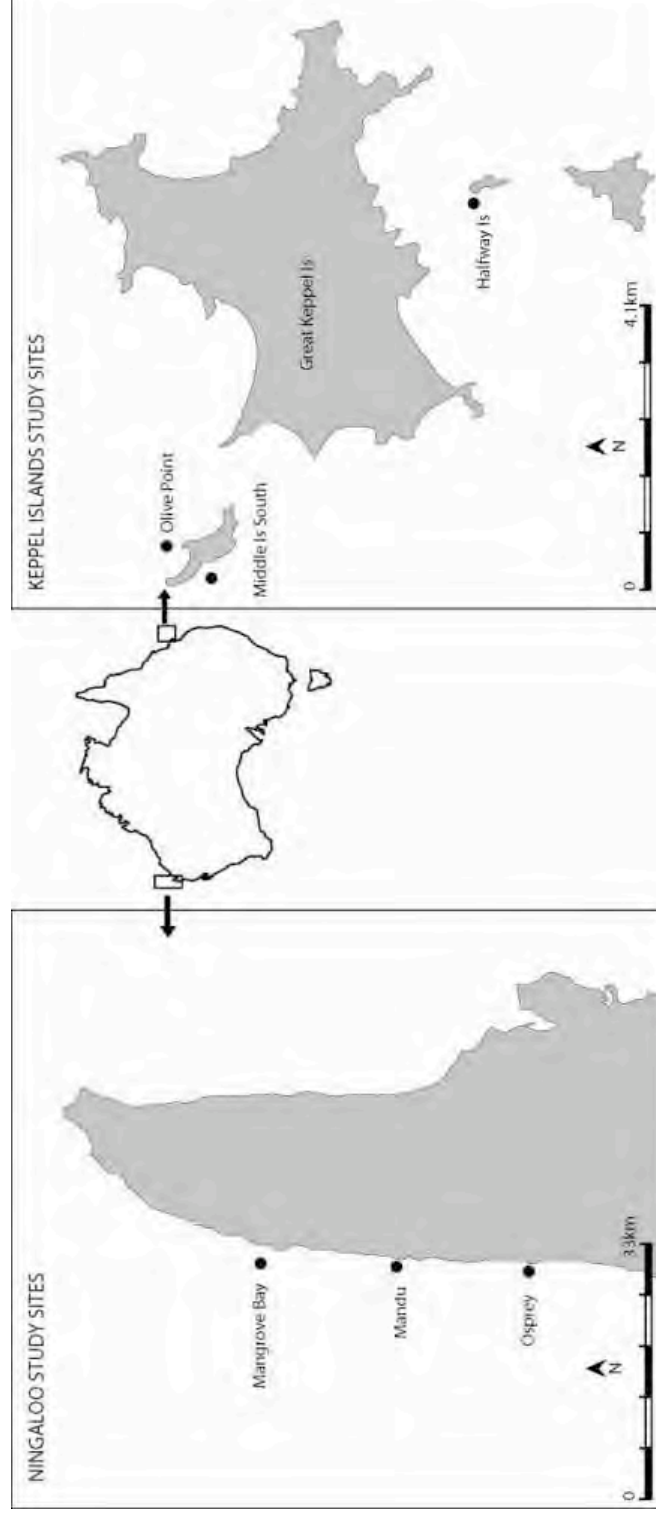 NINGALOO STUDY SITES
Mangrove Bay
Mandu
Osprey
N
0
33km
KEPPEL ISLANDS STUDY SITES
Olive Point
Middle Is South
Great Keppel Is
Halfway Is
N
0
4.1km